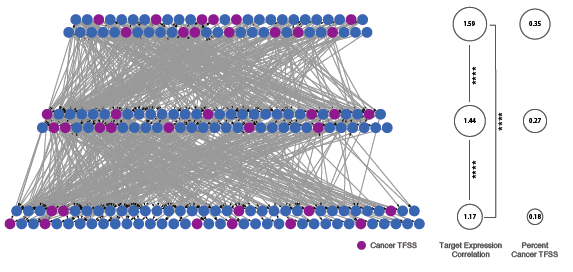 1.59
0.35
****
****
1.44
0.27
****
1.17
0.18
Cancer TFSS
Target Expression
Correlation
Percent
Cancer TFSS